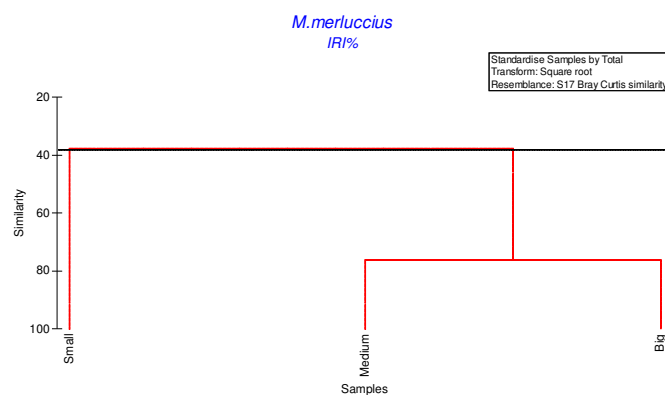 M.merluccius
IRI%
Standardise Samples by Total
Transform: Square root
Resemblance: S17 Bray Curtis similarity
20
40
60
80
100
Similarity
Small
Medium
Big
Samples